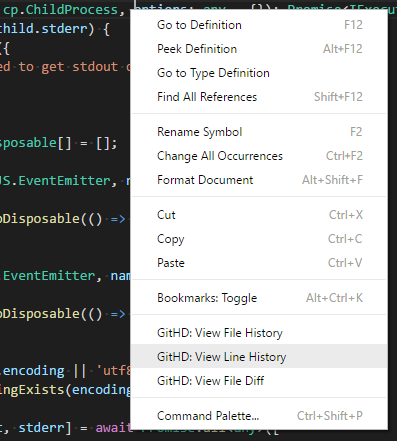 cp.ChildProcess, options: any = {}): Promise<IExecut
child.stderr) {
({
ed to get stdout
Go to Definition F12
Peek Definition Alt+F12
Go to Type Definition
Find All References Shift+F12
sposable[] = [];
Rename Symbol F2
Change All Occurrences Ctrl+F2
JS.EventEmitter,
Format Document Alt+Shift+F
oDisposable(() =>
Cut Ctrl+X
Copy Ctrl+C
Paste Ctrl+V
.EventEmitter, nam
Bookmarks: Toggle Alt+Ctrl+K
oDisposable(() =>
GitHD: View File History
GitHD: View Line History
.encoding || 'utf8
GitHD: View File Diff
ingExists(encoding
Command Palette... Ctrl+Shift+P
t, stderr] = await Promise.all<any>([